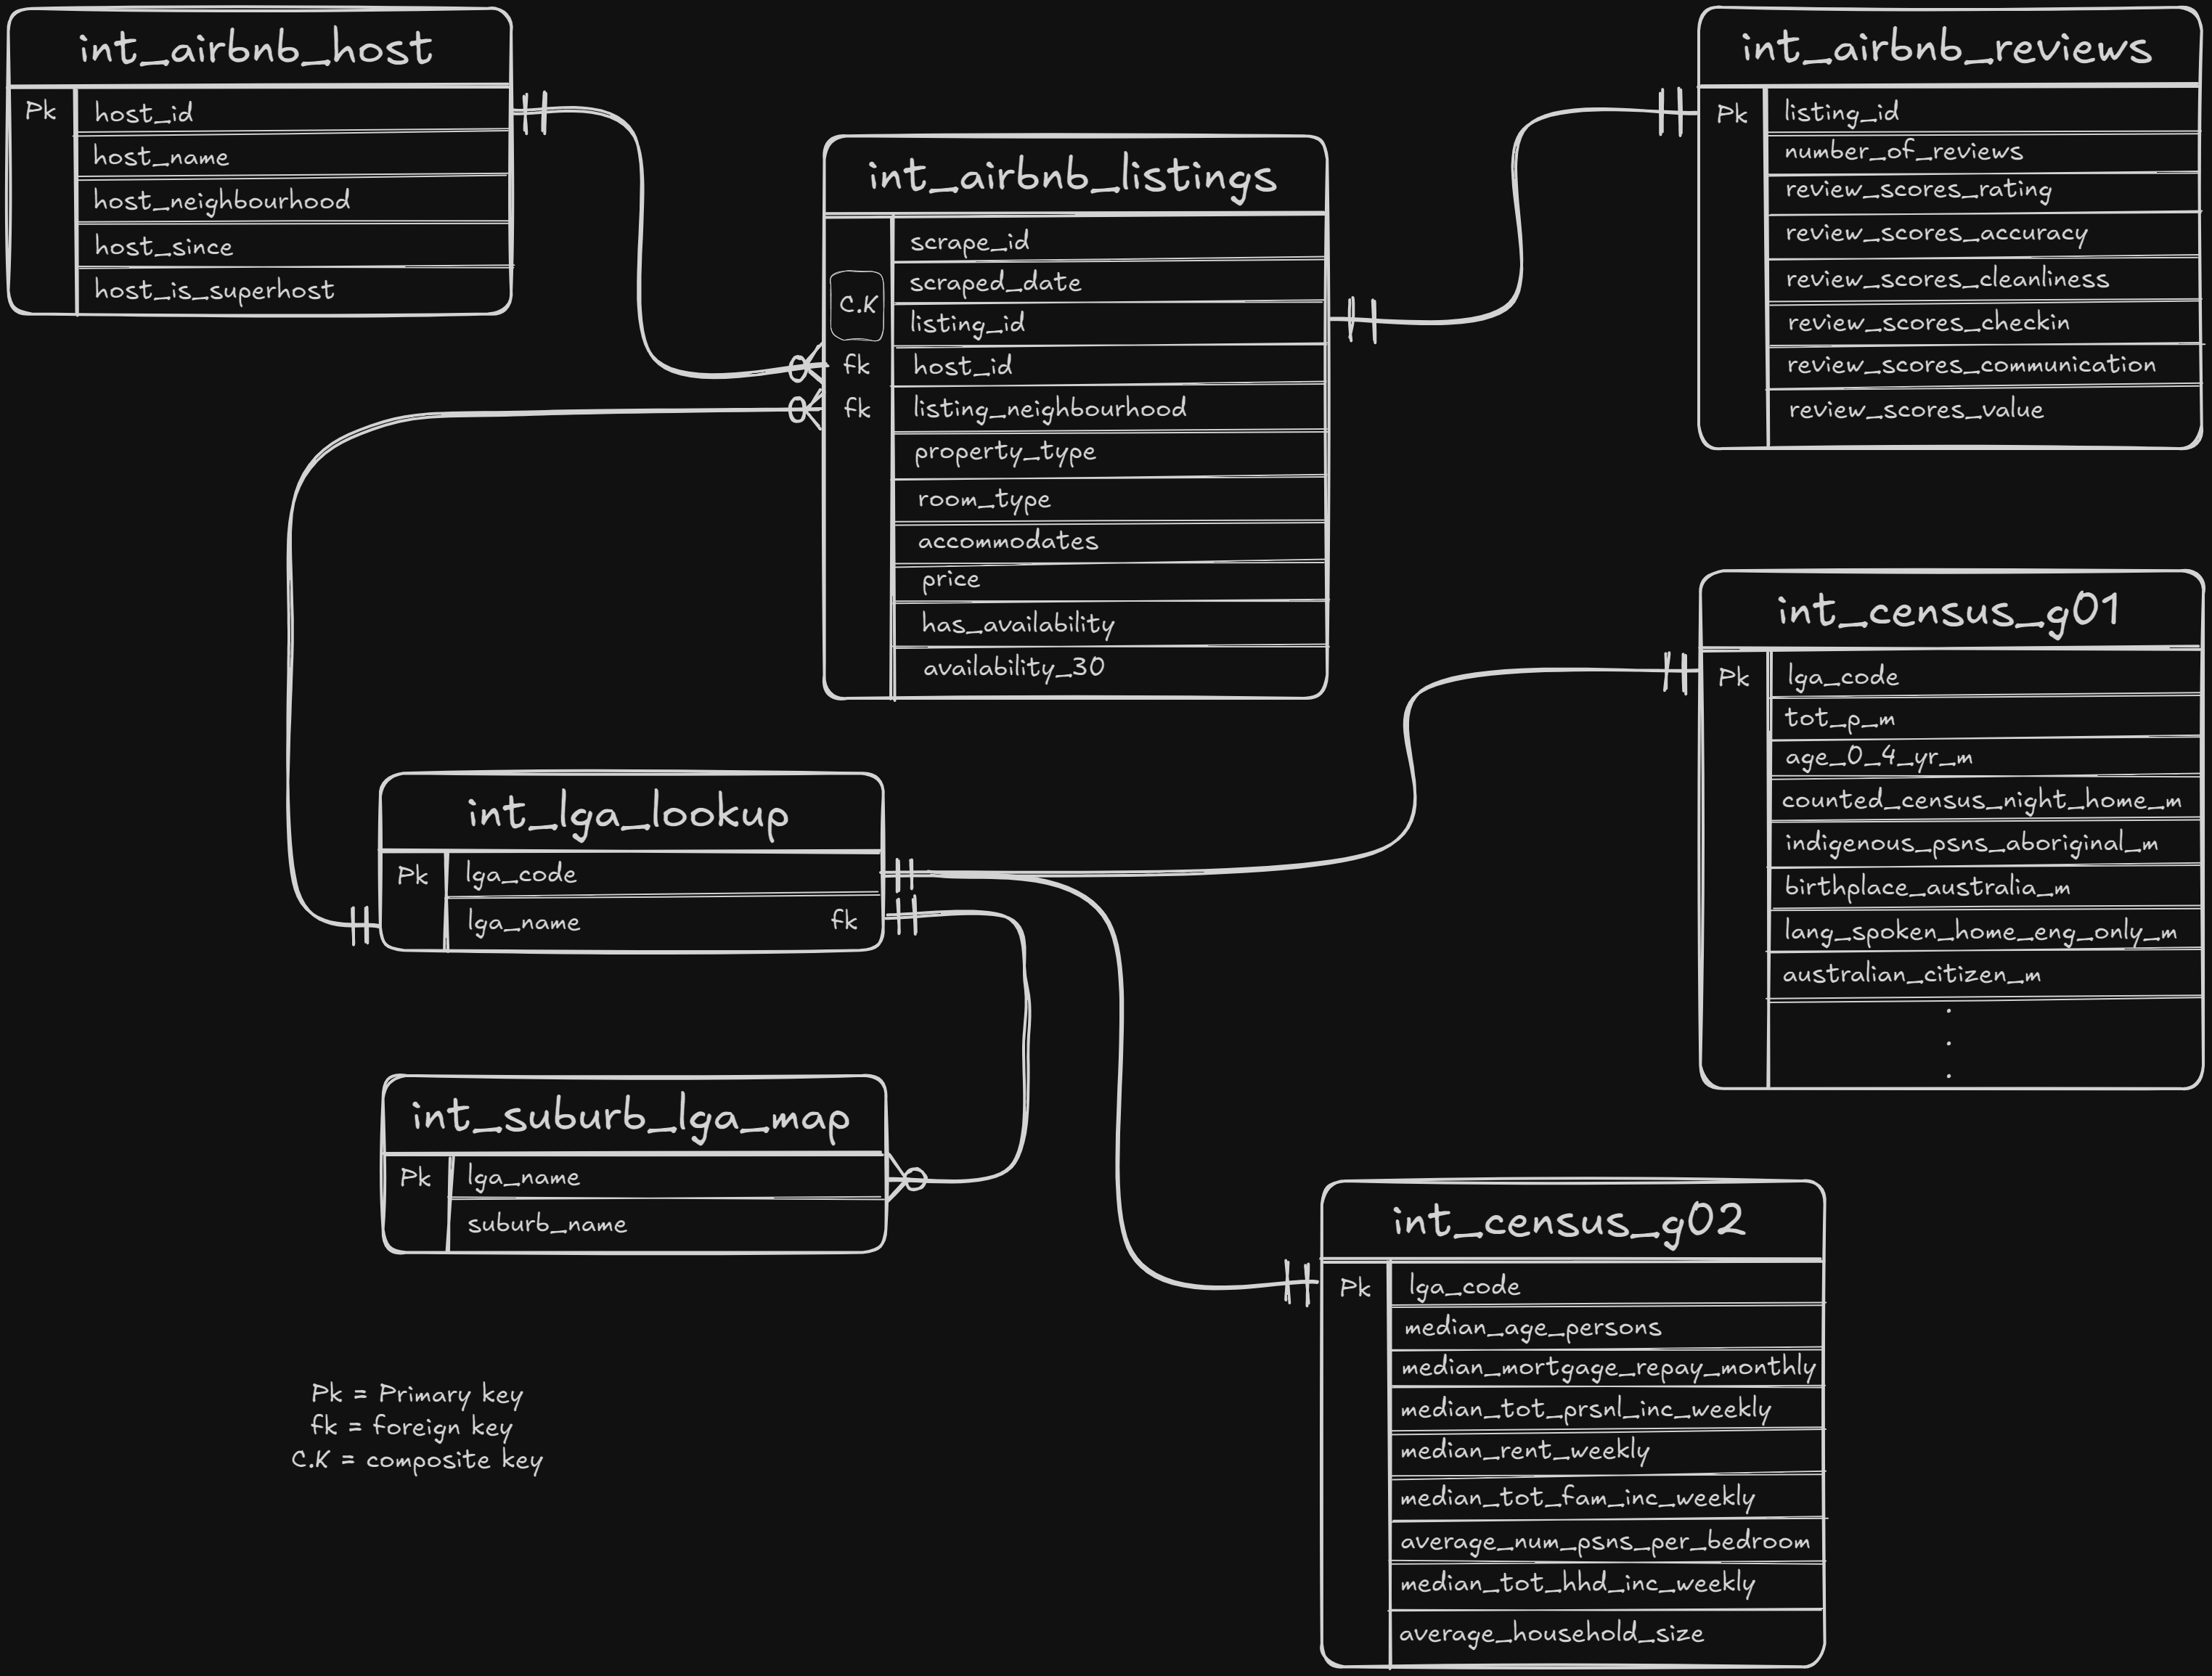 int_airbnb_host
Pk host_id
host_name
host_neighbourhood
host_since
host_is_superhost
int_airbnb_listings
scrape_id
scraped_date
C.K
listing_id
fk host_id
fk listing_neighbourhood
property_type
room_type
accommodates
price
has_availability
availability_30
int_airbnb_reviews
Pk listing_id
number_of_reviews
review_scores_rating
review_scores_accuracy
review_scores_cleanliness
review_scores_checkin
review_scores_communication
review_scores_value
int_census_g01
Pk lga_code
tot_p_m
age_0_4_yr_m
counted_census_night_home_m
indigenous_psns_aboriginal_m
birthplace_australia_m
lang_spoken_home_eng_only_m
australian_citizen_m
.
.
.
int_lga_lookup
Pk lga_code
lga_name fk
int_suburb_lga_map
Pk lga_name
suburb_name
int_census_g02
Pk lga_code
median_age_persons
median_mortgage_repay_monthly
median_tot_prsnl_inc_weekly
median_rent_weekly
median_tot_fam_inc_weekly
average_num_psns_per_bedroom
median_tot_hhd_inc_weekly
average_household_size
Pk = Primary key
fk = foreign key
C.K = composite key